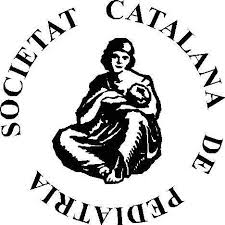 SOCIETAT CATALANA DE PEDIATRIA